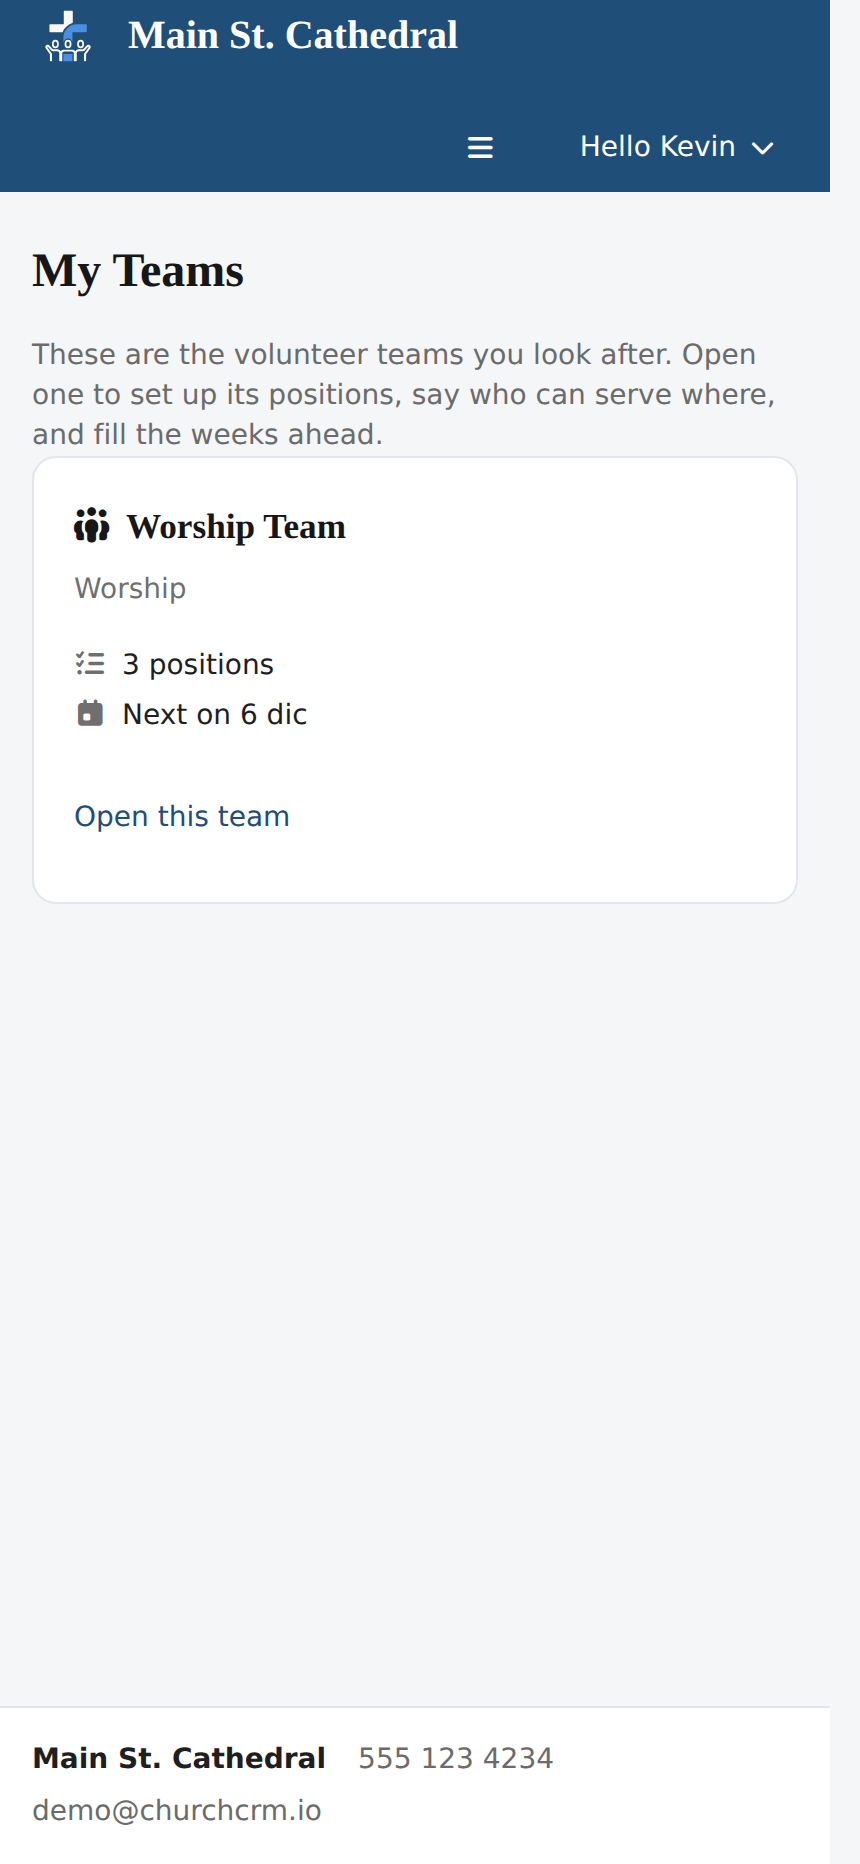 Main St. Cathedral
Hello Kevin
My Teams
These are the volunteer teams you look after. Open
one to set up its positions, say who can serve where,
and fill the weeks ahead.
Worship Team
Worship
3 positions
Next on 6 dic
Open this team
Main St. Cathedral 555 123 4234
demo@churchcrm.io